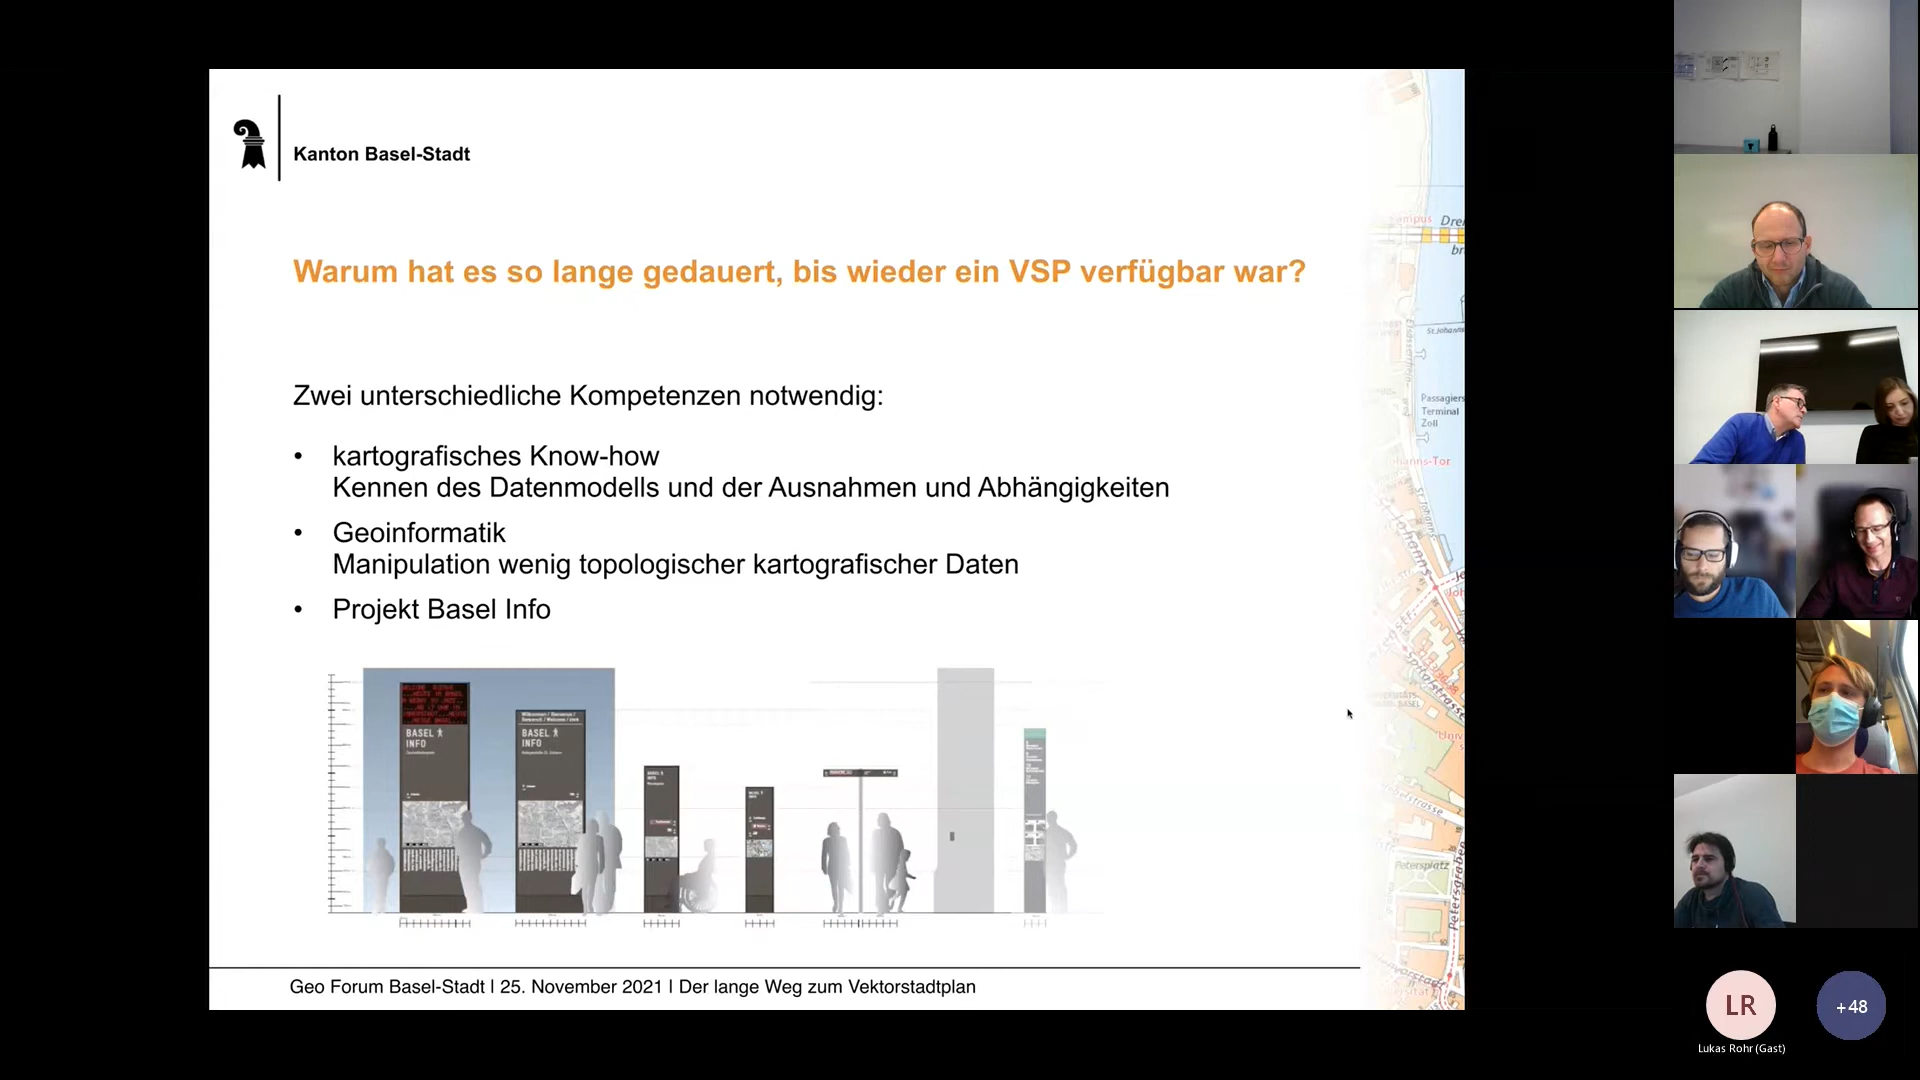 Kanton Basel-Stadt
Warum hat es so lange gedauert, bis wieder ein VSP verfügbar war?
Zwei unterschiedliche Kompetenzen notwendig:
• kartografisches Know-how
Kennen des Datenmodells und der Ausnahmen und Abhängigkeiten
• Geoinformatik
Manipulation wenig topologischer kartografischer Daten
• Projekt Basel Info
BASEL
INFO
BASEL
INFO
Geo Forum Basel-Stadt | 25. November 2021 | Der lange Weg zum Vektorstadtplan
Passagiers
Terminal
Zoll
Petersplatz
Petersgraben
LR
+48
Lukas Rohr (Gast)